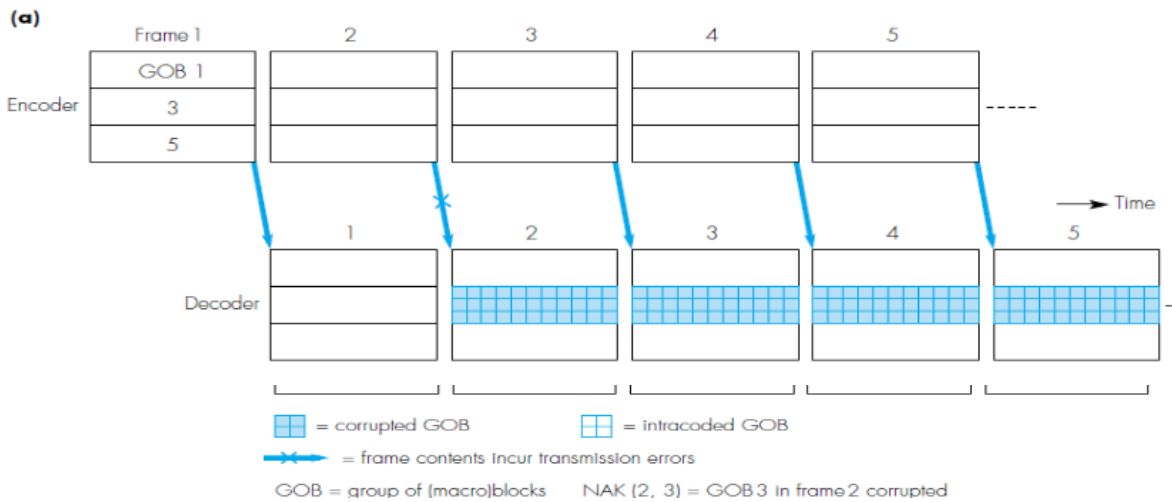 (a)
Frame 1 2 3 4 5
GOB 1
Encoder 3
5
Time
1 2 3 4 5
Decoder
= corrupted GOB = intracoded GOB
= frame contents incur transmission errors
GOB = group of (macro)blocks NAK (2, 3) = GOB 3 in frame 2 corrupted